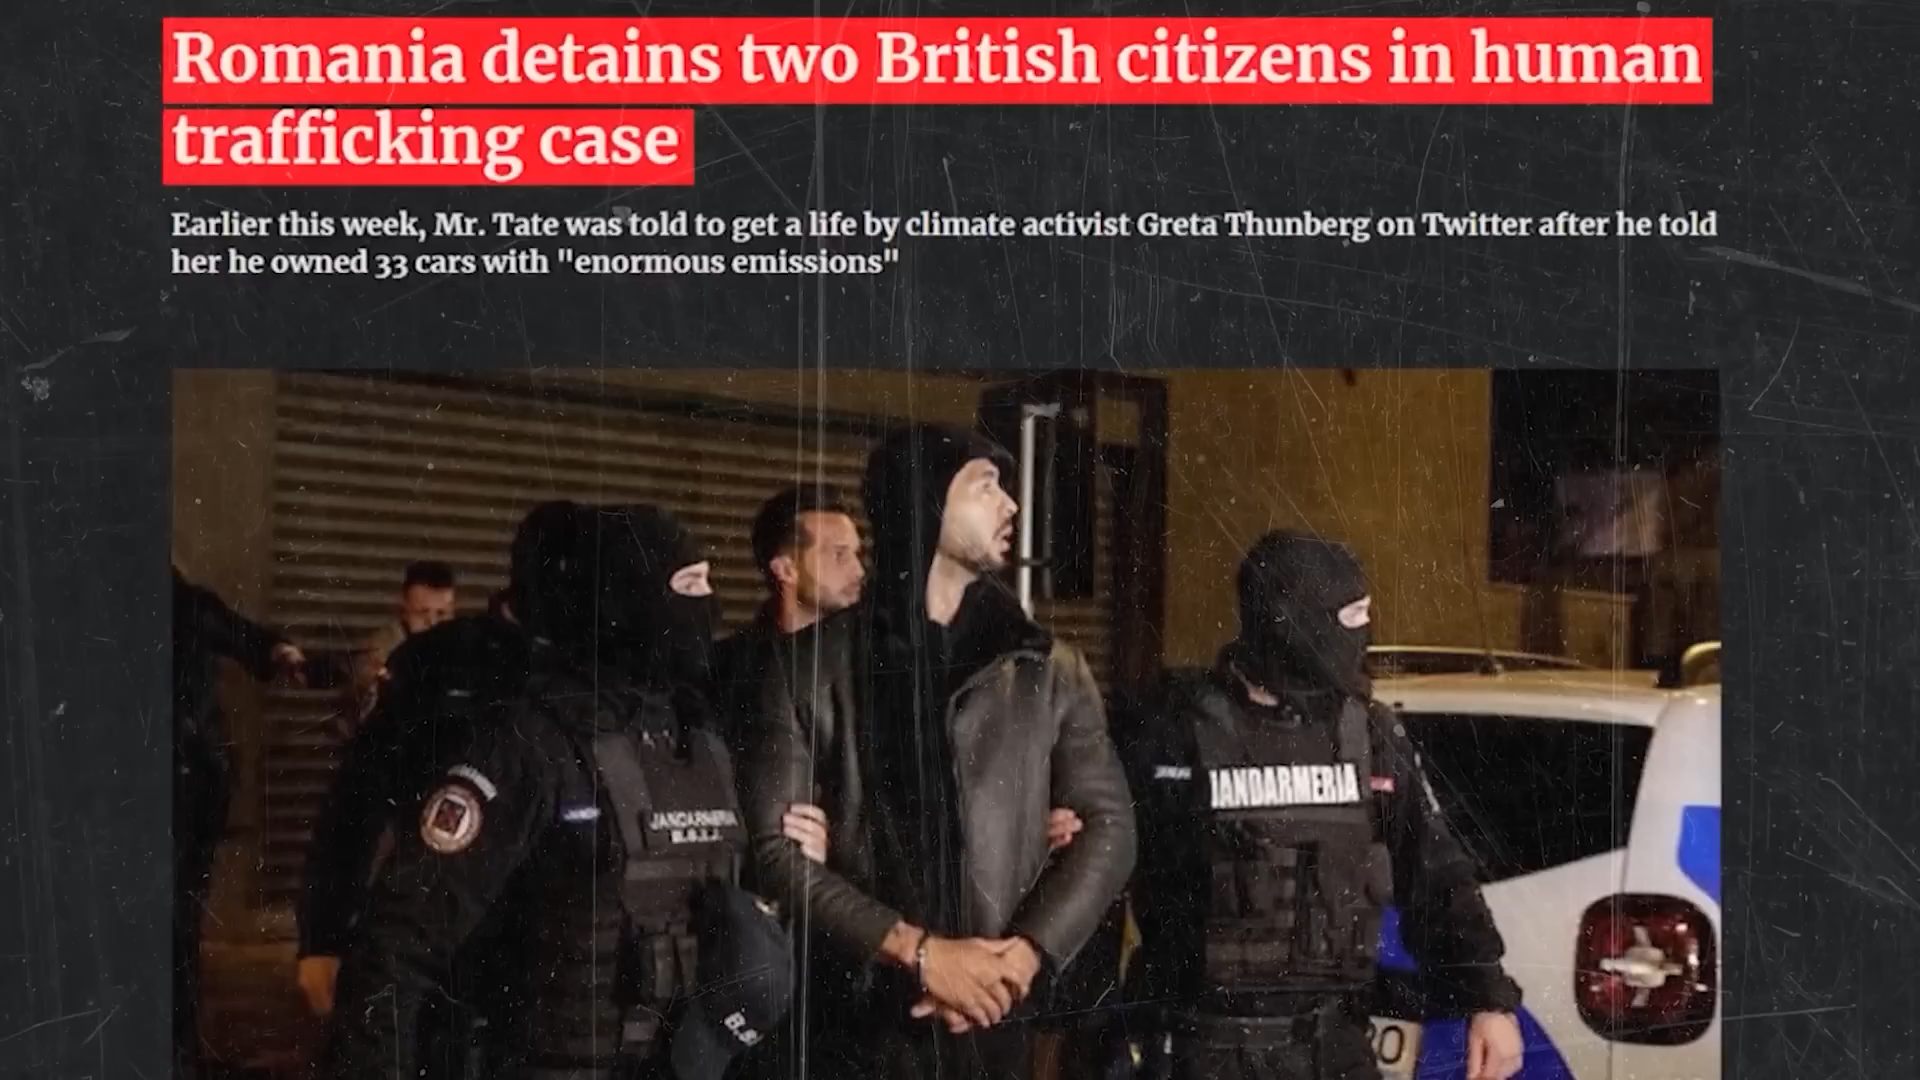 Romania detains two British citizens in human
trafficking case
Earlier this week, Mr. Tate was told to get a life by climate activist Greta Thunberg on Twitter after he told
her he owned 33 cars with "enormous emissions"
JANDARMERIA
JANDARMERIA